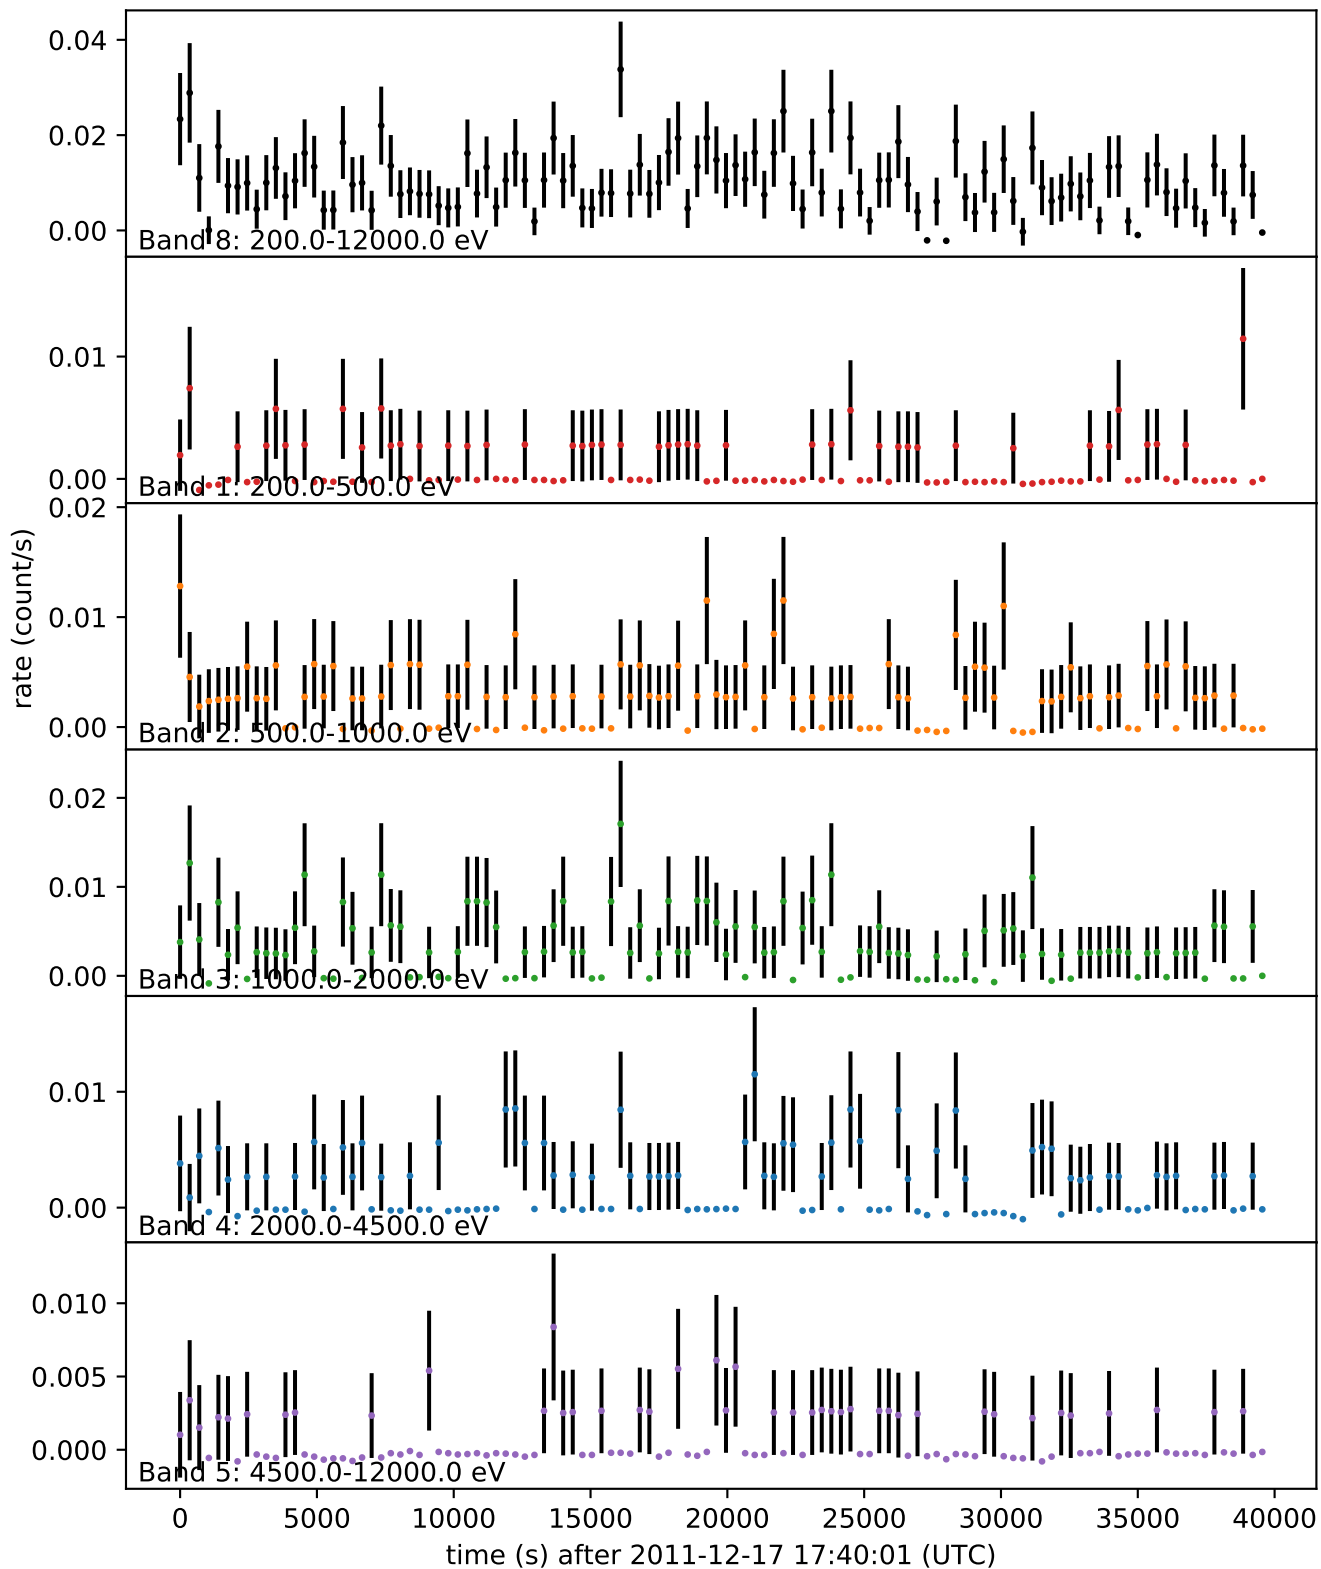 0.04
0.02
0.00
Band 8: 200.0-12000.0 eV
0.01
0.00
Band 1: 200.0-500.0 eV
0.02
0.01
0.00
Band 2: 500.0-1000.0 eV
rate (count/s)
0.02
0.01
0.00
Band 3: 1000.0-2000.0 eV
0.01
0.00
Band 4: 2000.0-4500.0 eV
0.010
0.005
0.000
Band 5: 4500.0-12000.0 eV
0 5000 10000 15000 20000 25000 30000 35000 40000
time (s) after 2011-12-17 17:40:01 (UTC)